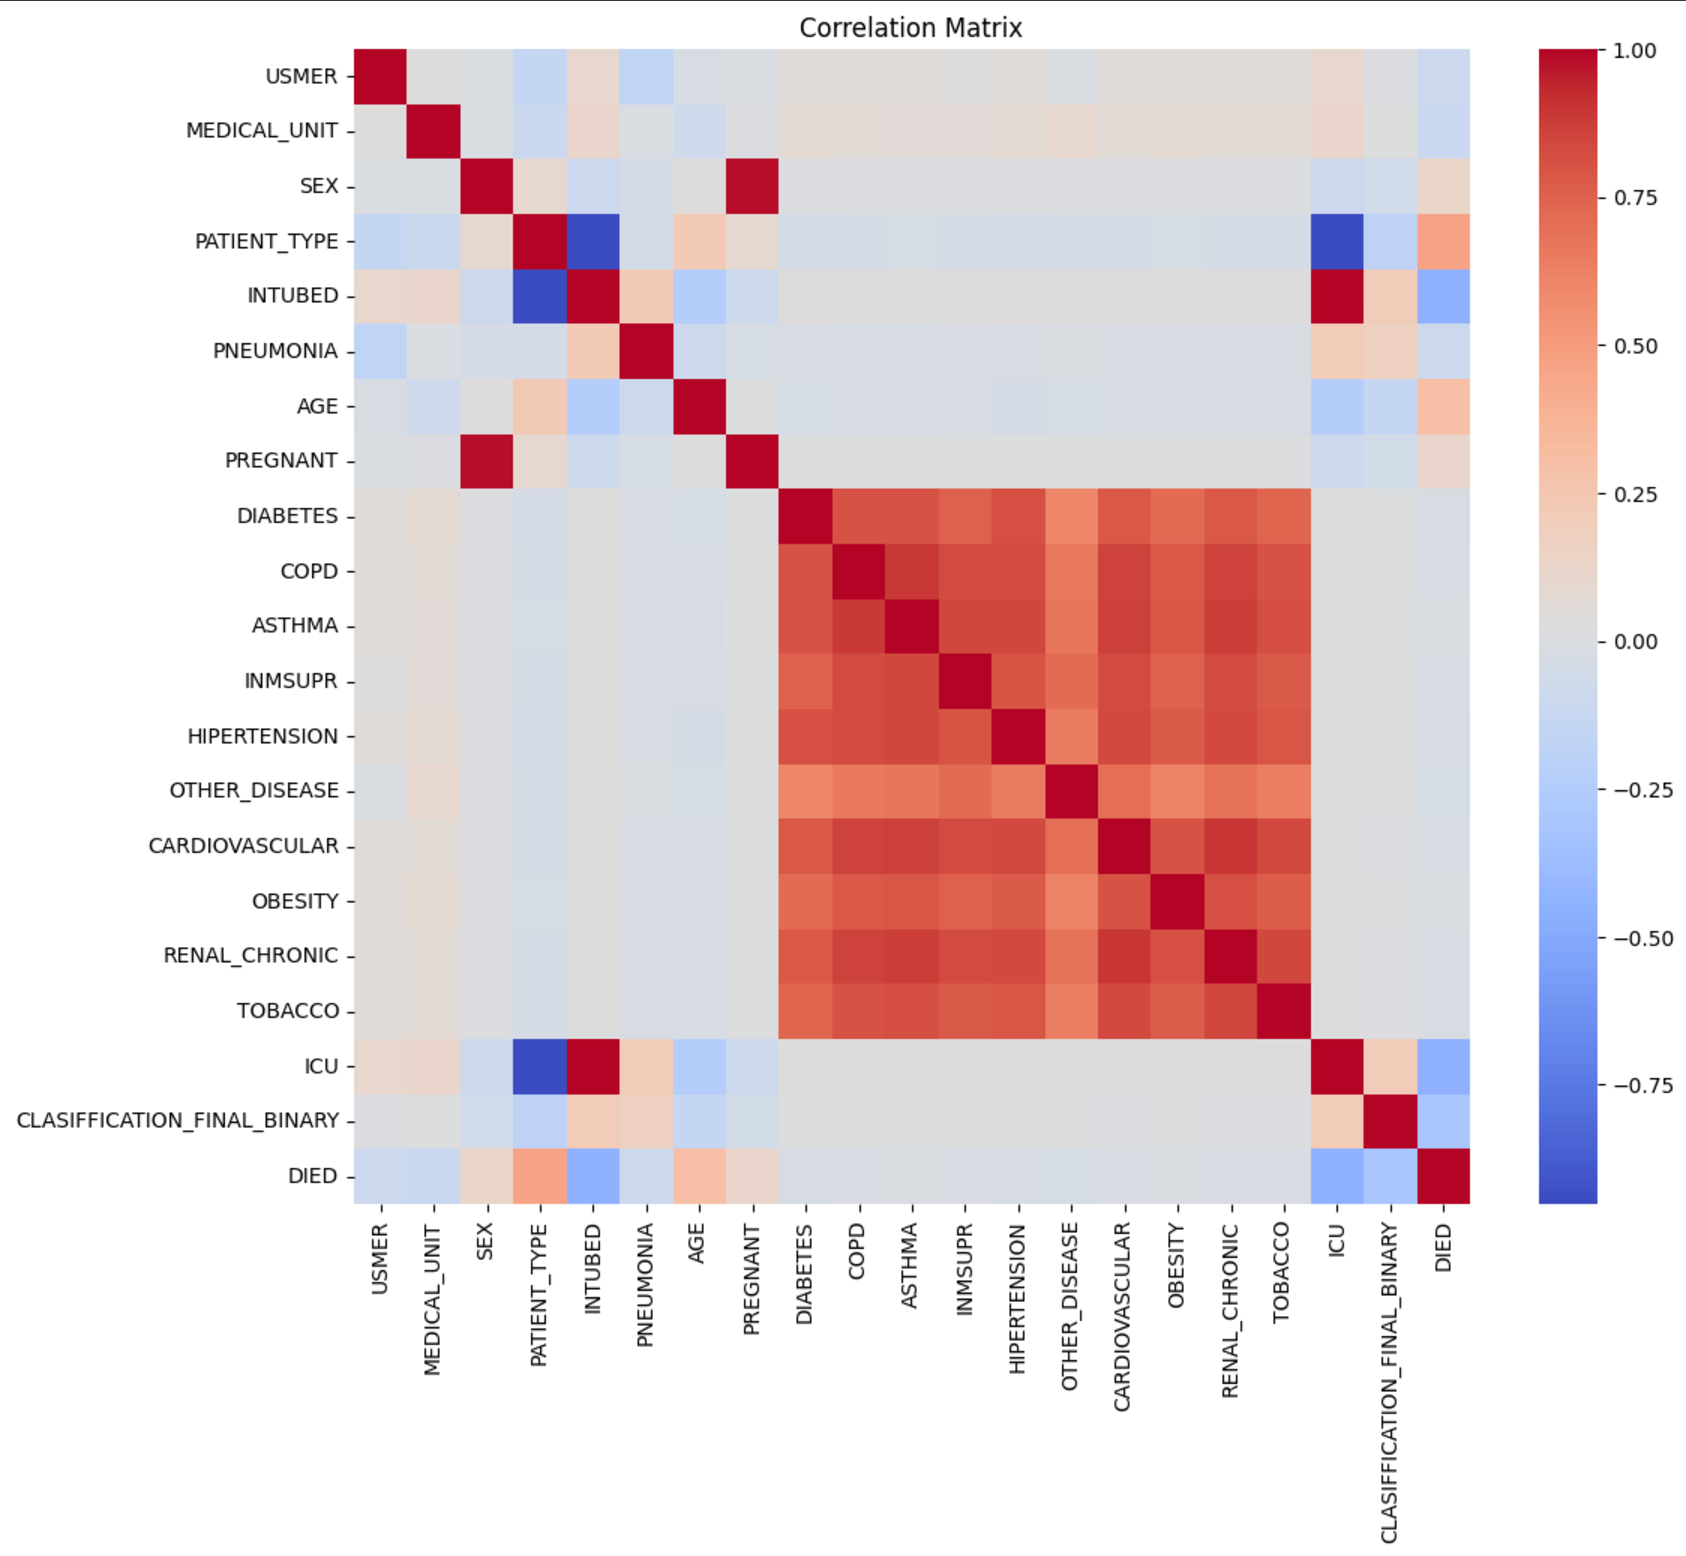 Correlation Matrix
USMER
MEDICAL_UNIT
SEX
PATIENT_TYPE
INTUBED
PNEUMONIA
AGE
PREGNANT
DIABETES
COPD
ASTHMA
INMSUPR
HIPERTENSION
OTHER_DISEASE
CARDIOVASCULAR
OBESITY
RENAL_CHRONIC
TOBACCO
ICU
CLASIFFICATION_FINAL_BINARY
DIED
USMER
MEDICAL_UNIT
SEX
PATIENT_TYPE
INTUBED
PNEUMONIA
AGE
PREGNANT
DIABETES
COPD
ASTHMA
INMSUPR
HIPERTENSION
OTHER_DISEASE
CARDIOVASCULAR
OBESITY
RENAL_CHRONIC
TOBACCO
ICU
CLASIFFICATION_FINAL_BINARY
DIED
1.00
0.75
0.50
0.25
0.00
−0.25
−0.50
−0.75